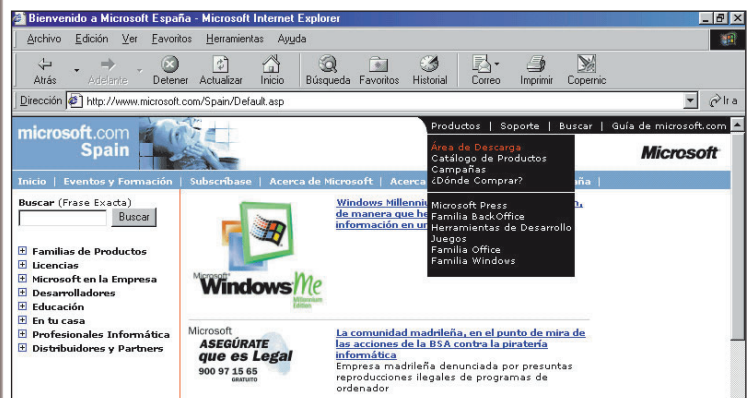 Bienvenido a Microsoft España - Microsoft Internet Explorer
Archivo Edición Ver Favoritos Herramientas Ayuda
Atrás Adelante Detener Actualizar Inicio Búsqueda Favoritos Historial Correo Imprimir Copernic
Dirección http://www.microsoft.com/Spain/Default.asp Ir a
microsoft.com
Spain
Productos | Soporte | Buscar | Guía de microsoft.com
Microsoft
Inicio | Eventos y Formación | Subscríbase | Acerca de Microsoft | Acerca
Área de Descarga
Catálogo de Productos
Campañas
¿Dónde Comprar?
Microsoft Press
Familia BackOffice
Herramientas de Desarrollo
Juegos
Familia Office
Familia Windows
Buscar (Frase Exacta)
Buscar
Familias de Productos
Licencias
Microsoft en la Empresa
Desarrolladores
Educación
En tu casa
Profesionales Informática
Distribuidores y Partners
Microsoft
Windows Me
Millennium
Edition
Windows
de manera que
información en
Microsoft
ASEGÚRATE
que es Legal
900 97 15 65
GRATUITO
La comunidad madrileña, en el punto de mira de
las acciones de la BSA contra la piratería
informática
Empresa madrileña denunciada por presuntas
reproducciones ilegales de programas de
ordenador